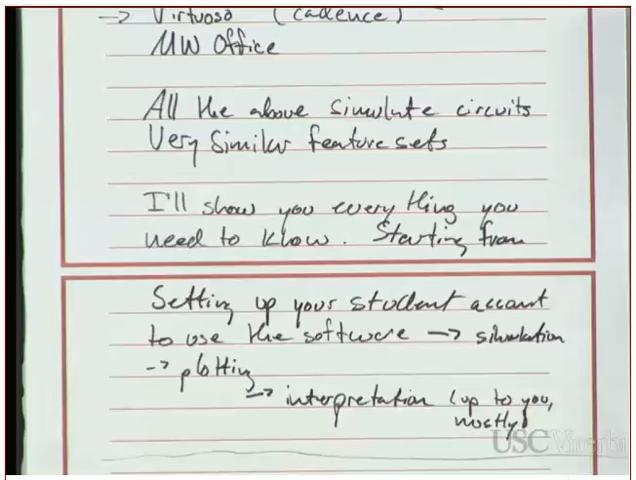 -> Virtuoso (cadence)
MW Office
All the above simulate circuits
Very similar feature sets
I'll show you everything you
need to know. Starting from
Setting up your student account
to use the software -> simulation
-> plotting
-> interpretation (up to you,
mostly)
USC Viterbi